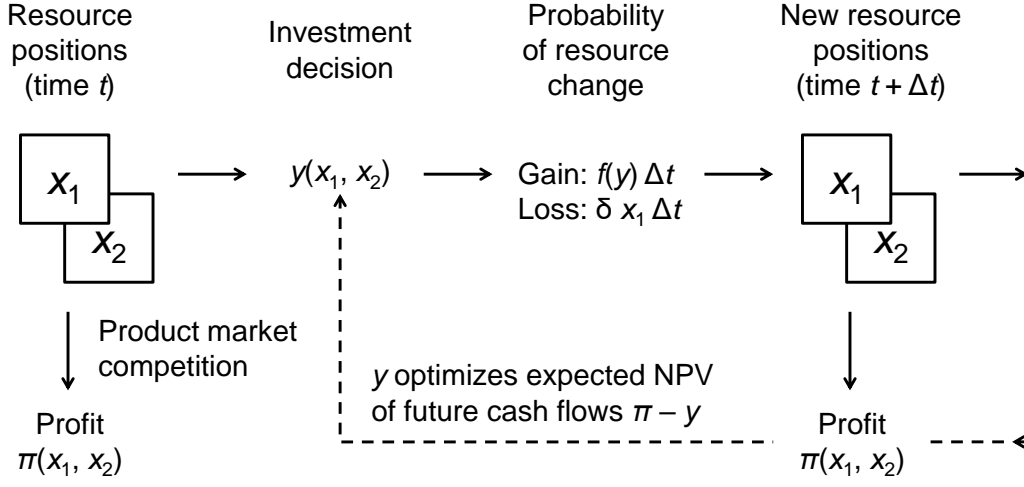 Resource
positions
(time t)
Investment
decision
Probability
of resource
change
New resource
positions
(time t + Δt)
x₁
x₂
y(x₁, x₂)
Gain: f(y) Δt
Loss: δ x₁ Δt
x₁
x₂
Product market
competition
y optimizes expected NPV
of future cash flows π – y
Profit
π(x₁, x₂)
Profit
π(x₁, x₂)